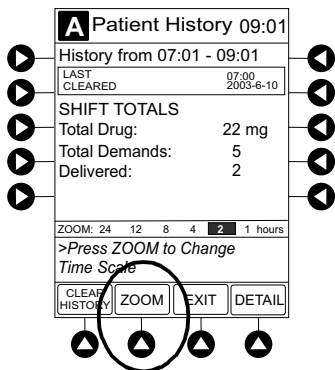 A Patient History 09:01
History from 07:01 - 09:01
LAST 07:00
CLEARED 2003-6-10
SHIFT TOTALS
Total Drug: 22 mg
Total Demands: 5
Delivered: 2
ZOOM: 24 12 8 4 2 1 hours
>Press ZOOM to Change
Time Scale
CLEAR HISTORY ZOOM EXIT DETAIL